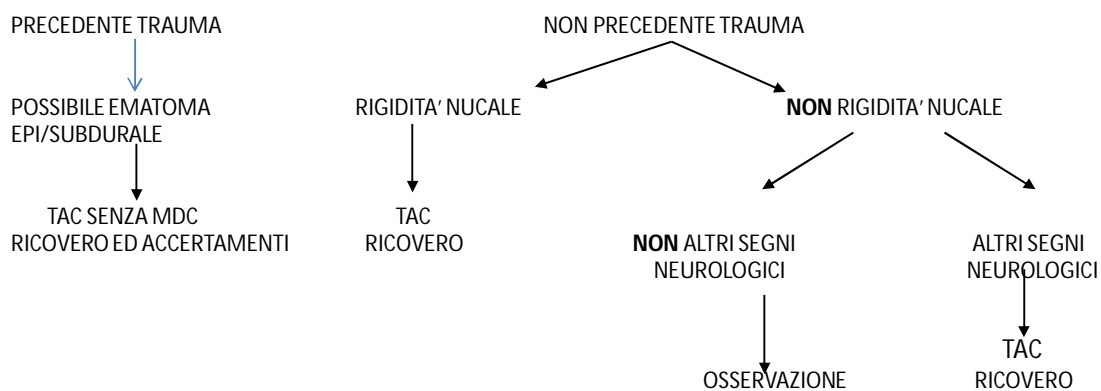 PRECEDENTE TRAUMA
NON PRECEDENTE TRAUMA
POSSIBILE EMATOMA
EPI/SUBDURALE
RIGIDITA' NUCALE
NON RIGIDITA' NUCALE
TAC SENZA MDC
RICOVERO ED ACCERTAMENTI
TAC
RICOVERO
NON ALTRI SEGNI
NEUROLOGICI
ALTRI SEGNI
NEUROLOGICI
OSSERVAZIONE
TAC
RICOVERO